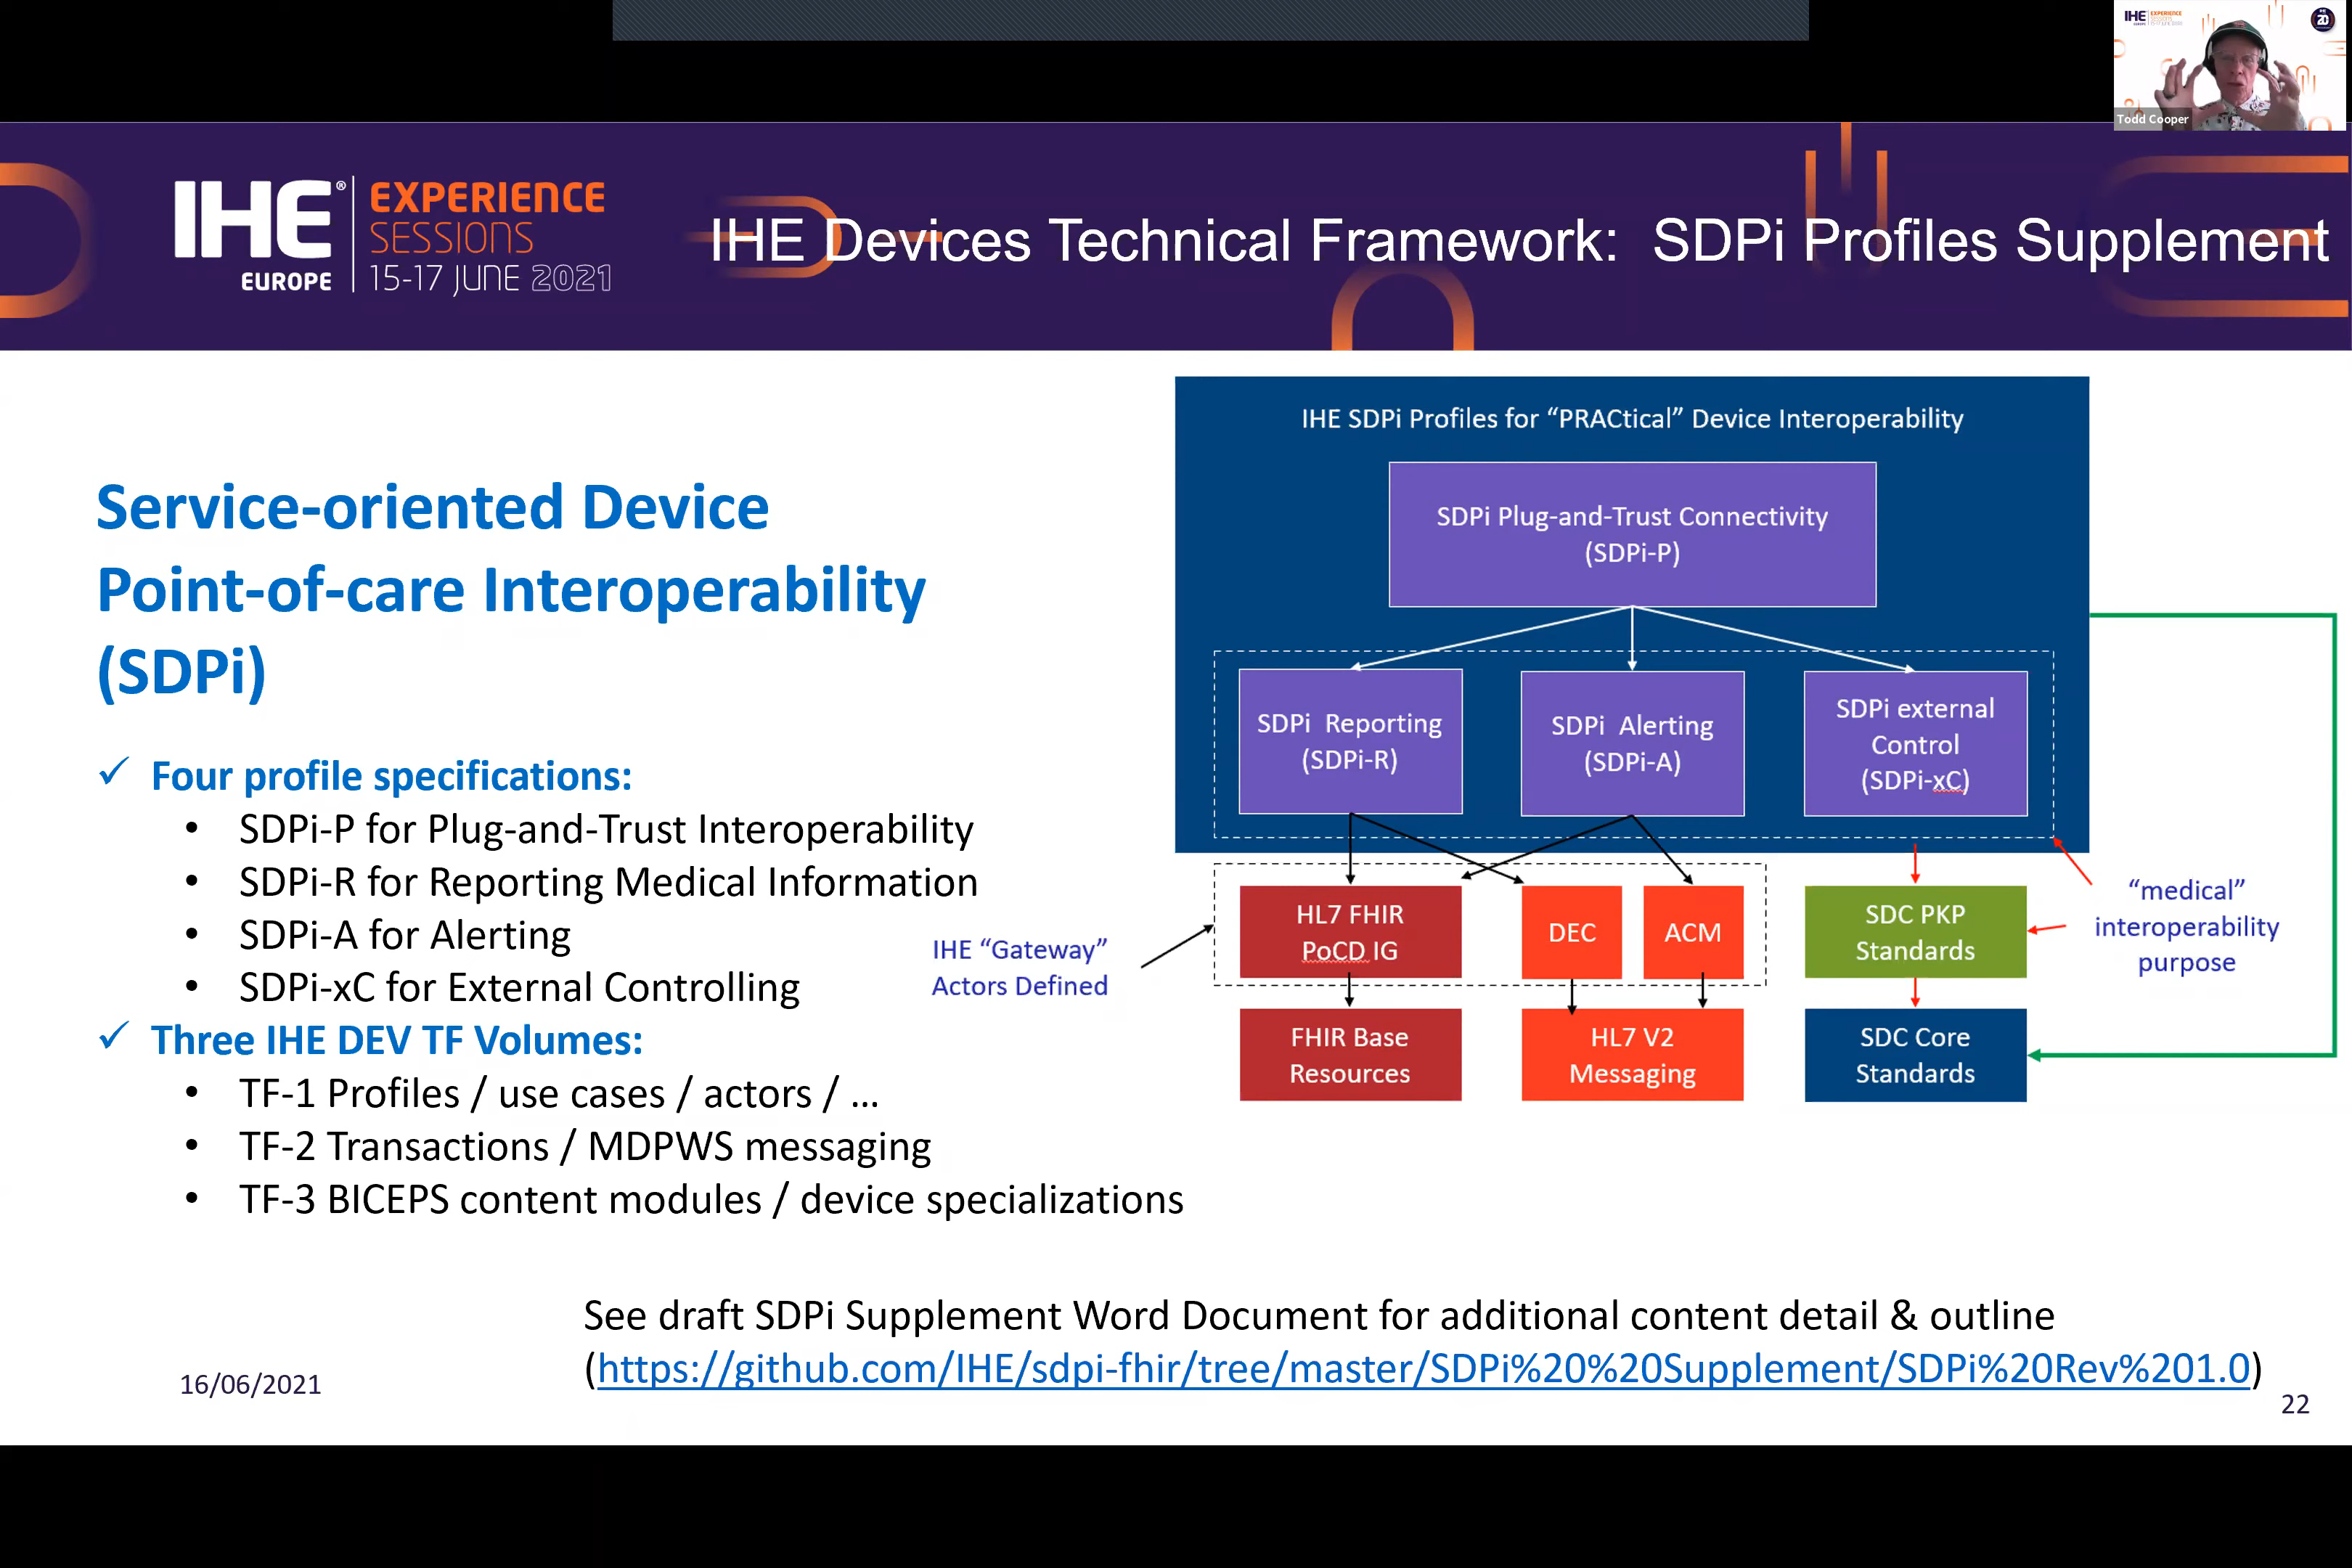 IHE EXPERIENCE
Todd Cooper
IHE® EUROPE
EXPERIENCE
SESSIONS
15-17 JUNE 2021
IHE Devices Technical Framework:  SDPi Profiles Supplement
Service-oriented Device
Point-of-care Interoperability
(SDPi)
✓ Four profile specifications:
• SDPi-P for Plug-and-Trust Interoperability
• SDPi-R for Reporting Medical Information
• SDPi-A for Alerting
• SDPi-xC for External Controlling
✓ Three IHE DEV TF Volumes:
• TF-1 Profiles / use cases / actors / ...
• TF-2 Transactions / MDPWS messaging
• TF-3 BICEPS content modules / device specializations
IHE SDPi Profiles for “PRACtical” Device Interoperability
SDPi Plug-and-Trust Connectivity
(SDPi-P)
SDPi Reporting
(SDPi-R)
SDPi Alerting
(SDPi-A)
SDPi external
Control
(SDPi-xC)
IHE “Gateway”
Actors Defined
HL7 FHIR
PoCD IG
DEC
ACM
SDC PKP
Standards
“medical”
interoperability
purpose
FHIR Base
Resources
HL7 V2
Messaging
SDC Core
Standards
See draft SDPi Supplement Word Document for additional content detail & outline
(https://github.com/IHE/sdpi-fhir/tree/master/SDPi%20%20Supplement/SDPi%20Rev%201.0)
16/06/2021
22